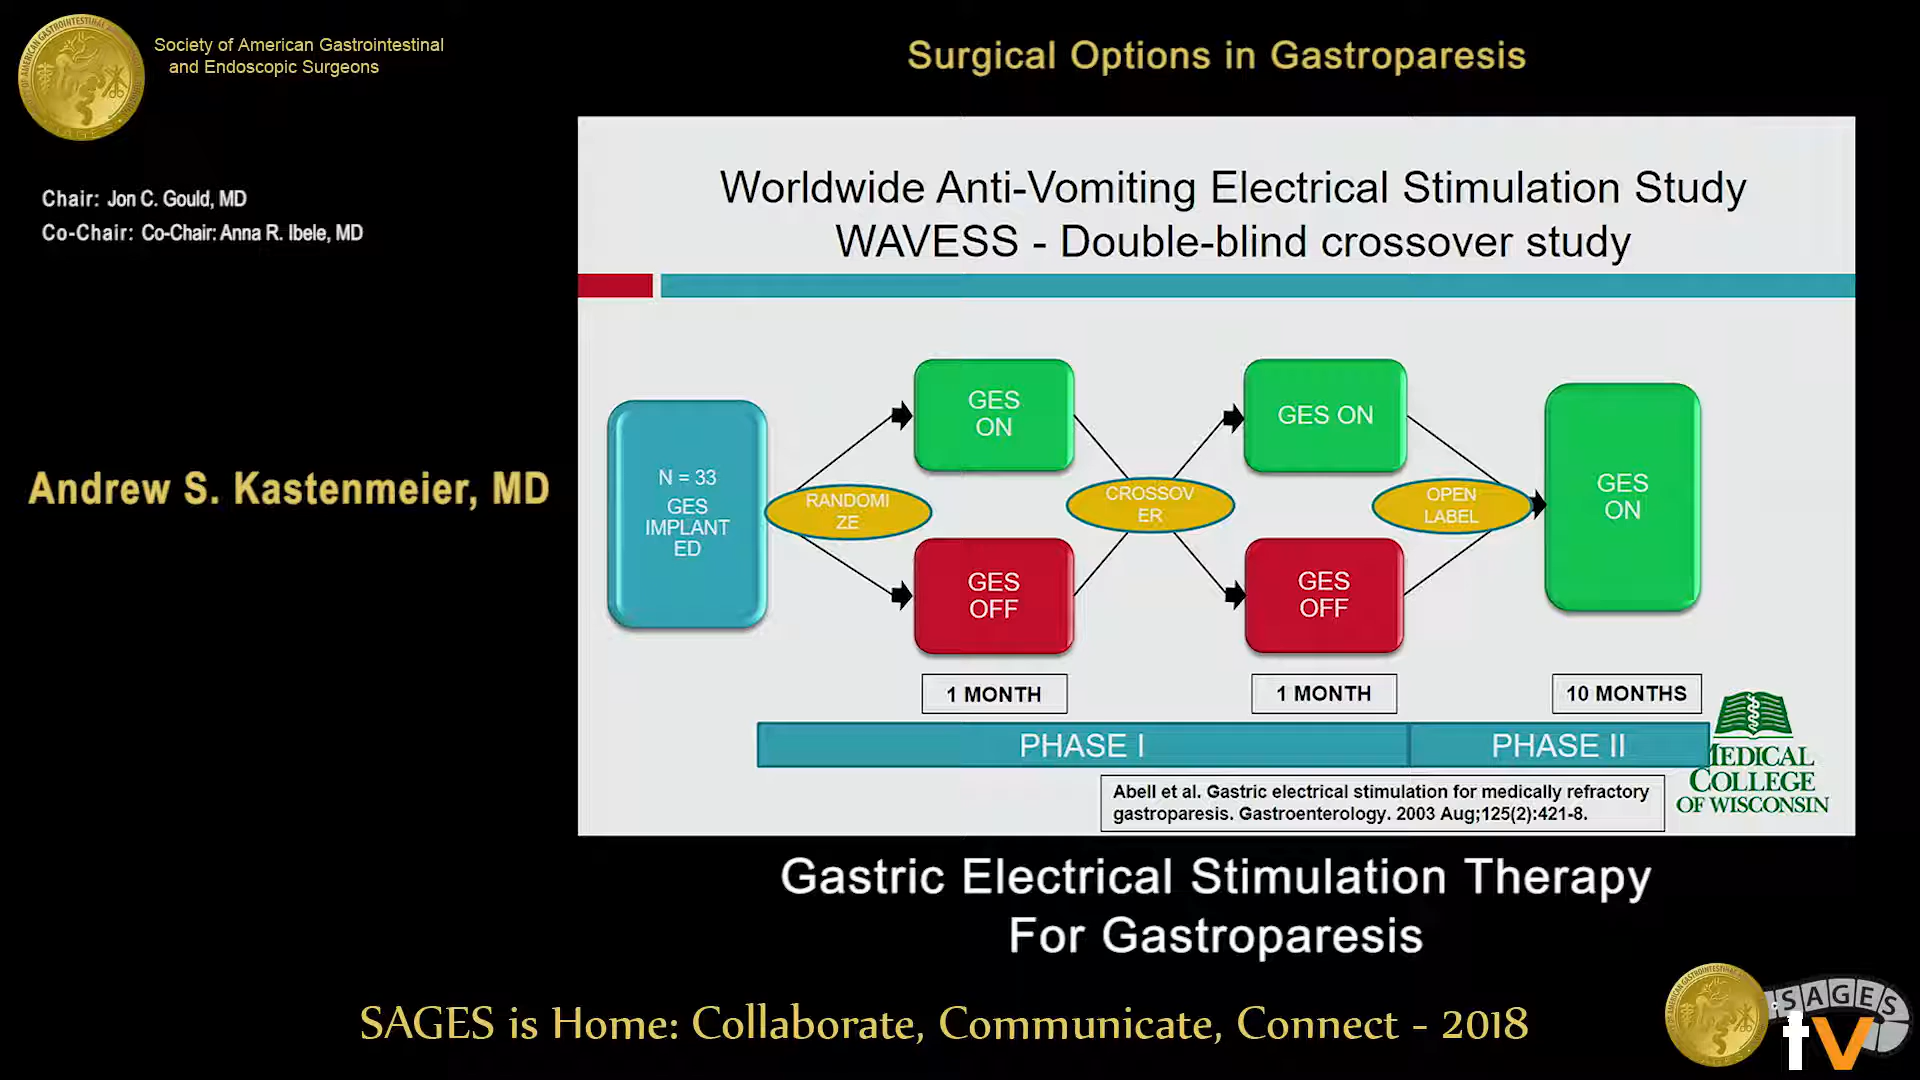 Society of American Gastrointestinal
and Endoscopic Surgeons
Surgical Options in Gastroparesis
Chair: Jon C. Gould, MD
Co-Chair: Co-Chair: Anna R. Ibele, MD
Andrew S. Kastenmeier, MD
Worldwide Anti-Vomiting Electrical Stimulation Study
WAVESS - Double-blind crossover study
N = 33
GES
IMPLANT
ED
RANDOMI
ZE
GES
ON
GES
OFF
CROSSOV
ER
GES ON
GES
OFF
OPEN
LABEL
GES
ON
1 MONTH
1 MONTH
10 MONTHS
PHASE I
PHASE II
Abell et al. Gastric electrical stimulation for medically refractory
gastroparesis. Gastroenterology. 2003 Aug;125(2):421-8.
MEDICAL
COLLEGE
OF WISCONSIN
Gastric Electrical Stimulation Therapy
For Gastroparesis
SAGES is Home: Collaborate, Communicate, Connect - 2018
SAGES
tv